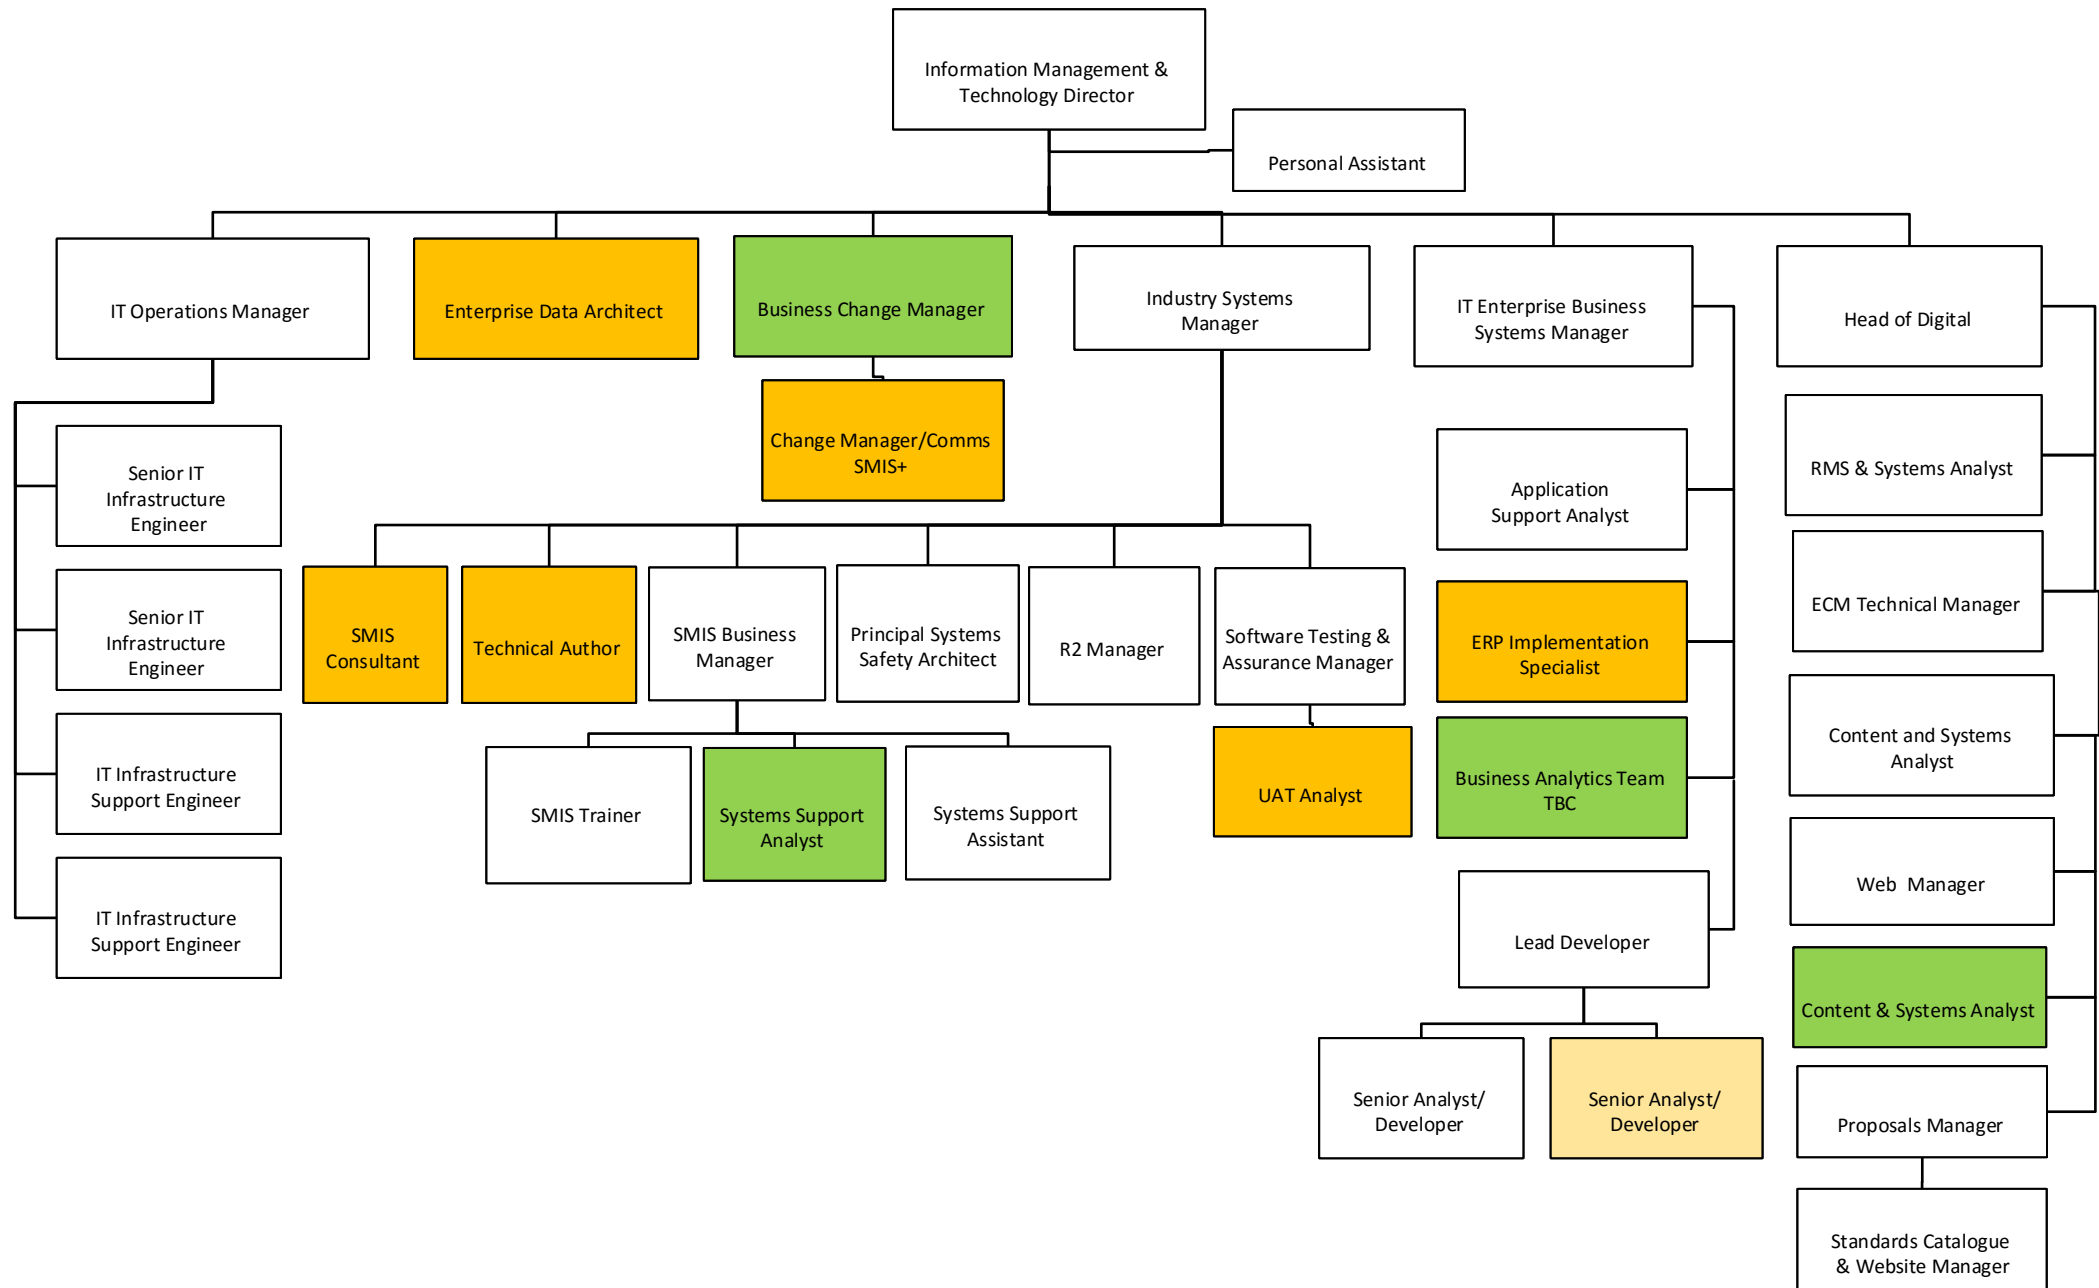 Information Management &
Technology Director
Personal Assistant
IT Operations Manager
Enterprise Data Architect
Business Change Manager
Industry Systems
Manager
IT Enterprise Business
Systems Manager
Head of Digital
Change Manager/Comms
SMIS+
Senior IT
Infrastructure
Engineer
Senior IT
Infrastructure
Engineer
IT Infrastructure
Support Engineer
IT Infrastructure
Support Engineer
SMIS
Consultant
Technical Author
SMIS Business
Manager
Principal Systems
Safety Architect
R2 Manager
Software Testing &
Assurance Manager
SMIS Trainer
Systems Support
Analyst
Systems Support
Assistant
UAT Analyst
Application
Support Analyst
ERP Implementation
Specialist
Business Analytics Team
TBC
Lead Developer
Senior Analyst/
Developer
Senior Analyst/
Developer
RMS & Systems Analyst
ECM Technical Manager
Content and Systems
Analyst
Web  Manager
Content & Systems Analyst
Proposals Manager
Standards Catalogue
& Website Manager